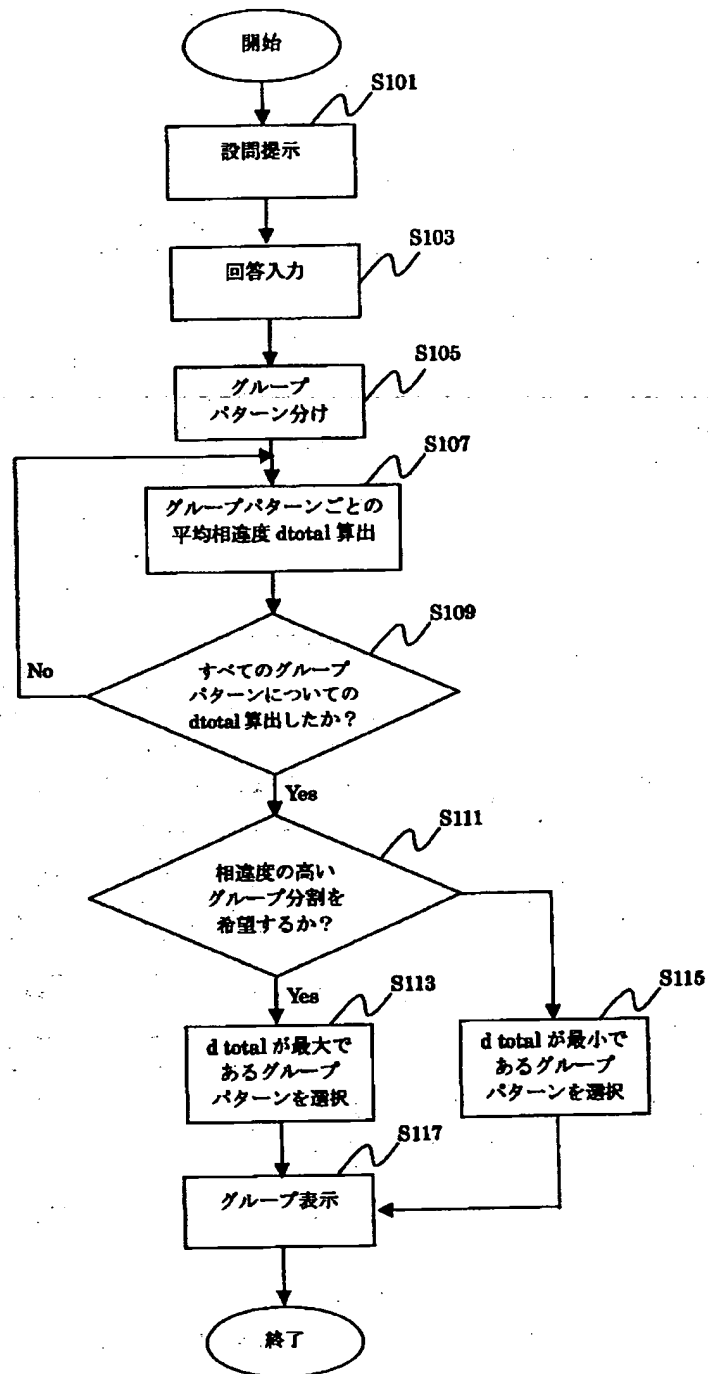 開始
S101
設問提示
S103
回答入力
S105
グループ
パターン分け
S107
グループパターンごとの
平均相違度 dtotal 算出
S109
すべてのグループ
パターンについての
dtotal 算出したか？
No
Yes
S111
相違度の高い
グループ分割を
希望するか？
Yes
S113
d total が最大で
あるグループ
パターンを選択
S115
d total が最小で
あるグループ
パターンを選択
S117
グループ表示
終了